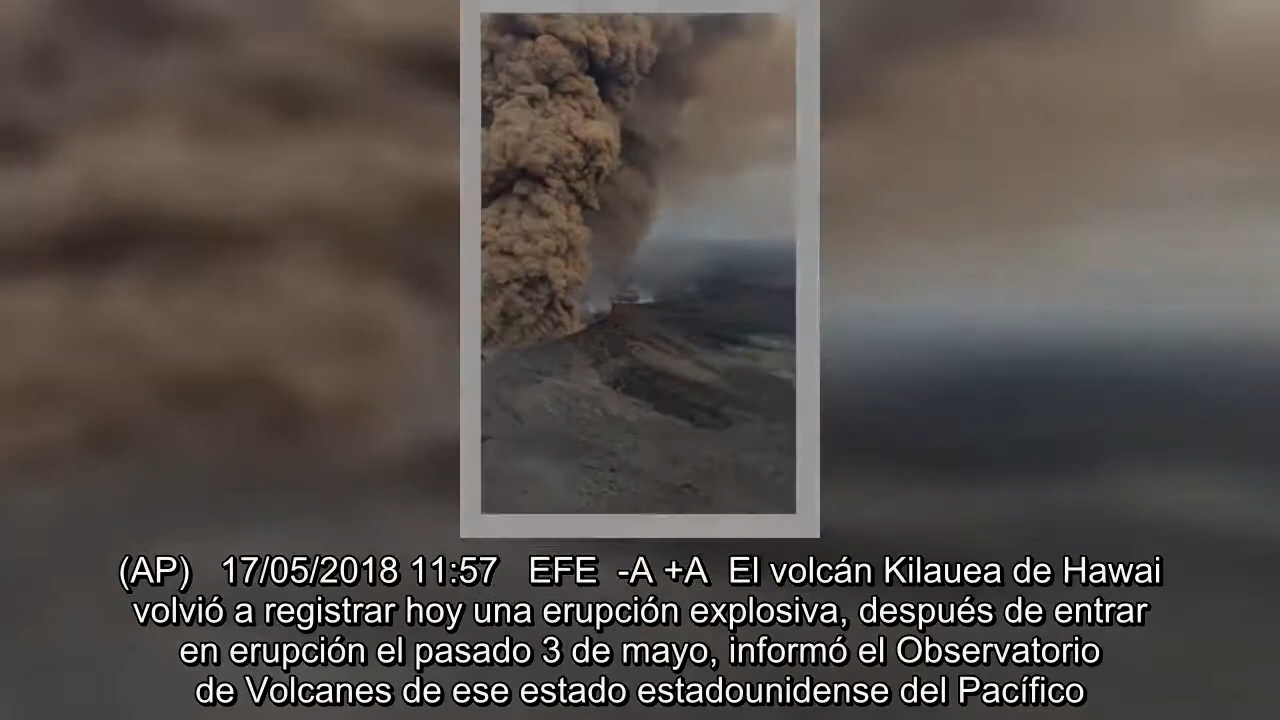 (AP) 17/05/2018 11:57 EFE -A +A El volcán Kilauea de Hawai
volvió a registrar hoy una erupción explosiva, después de entrar
en erupción el pasado 3 de mayo, informó el Observatorio
de Volcanes de ese estado estadounidense del Pacífico